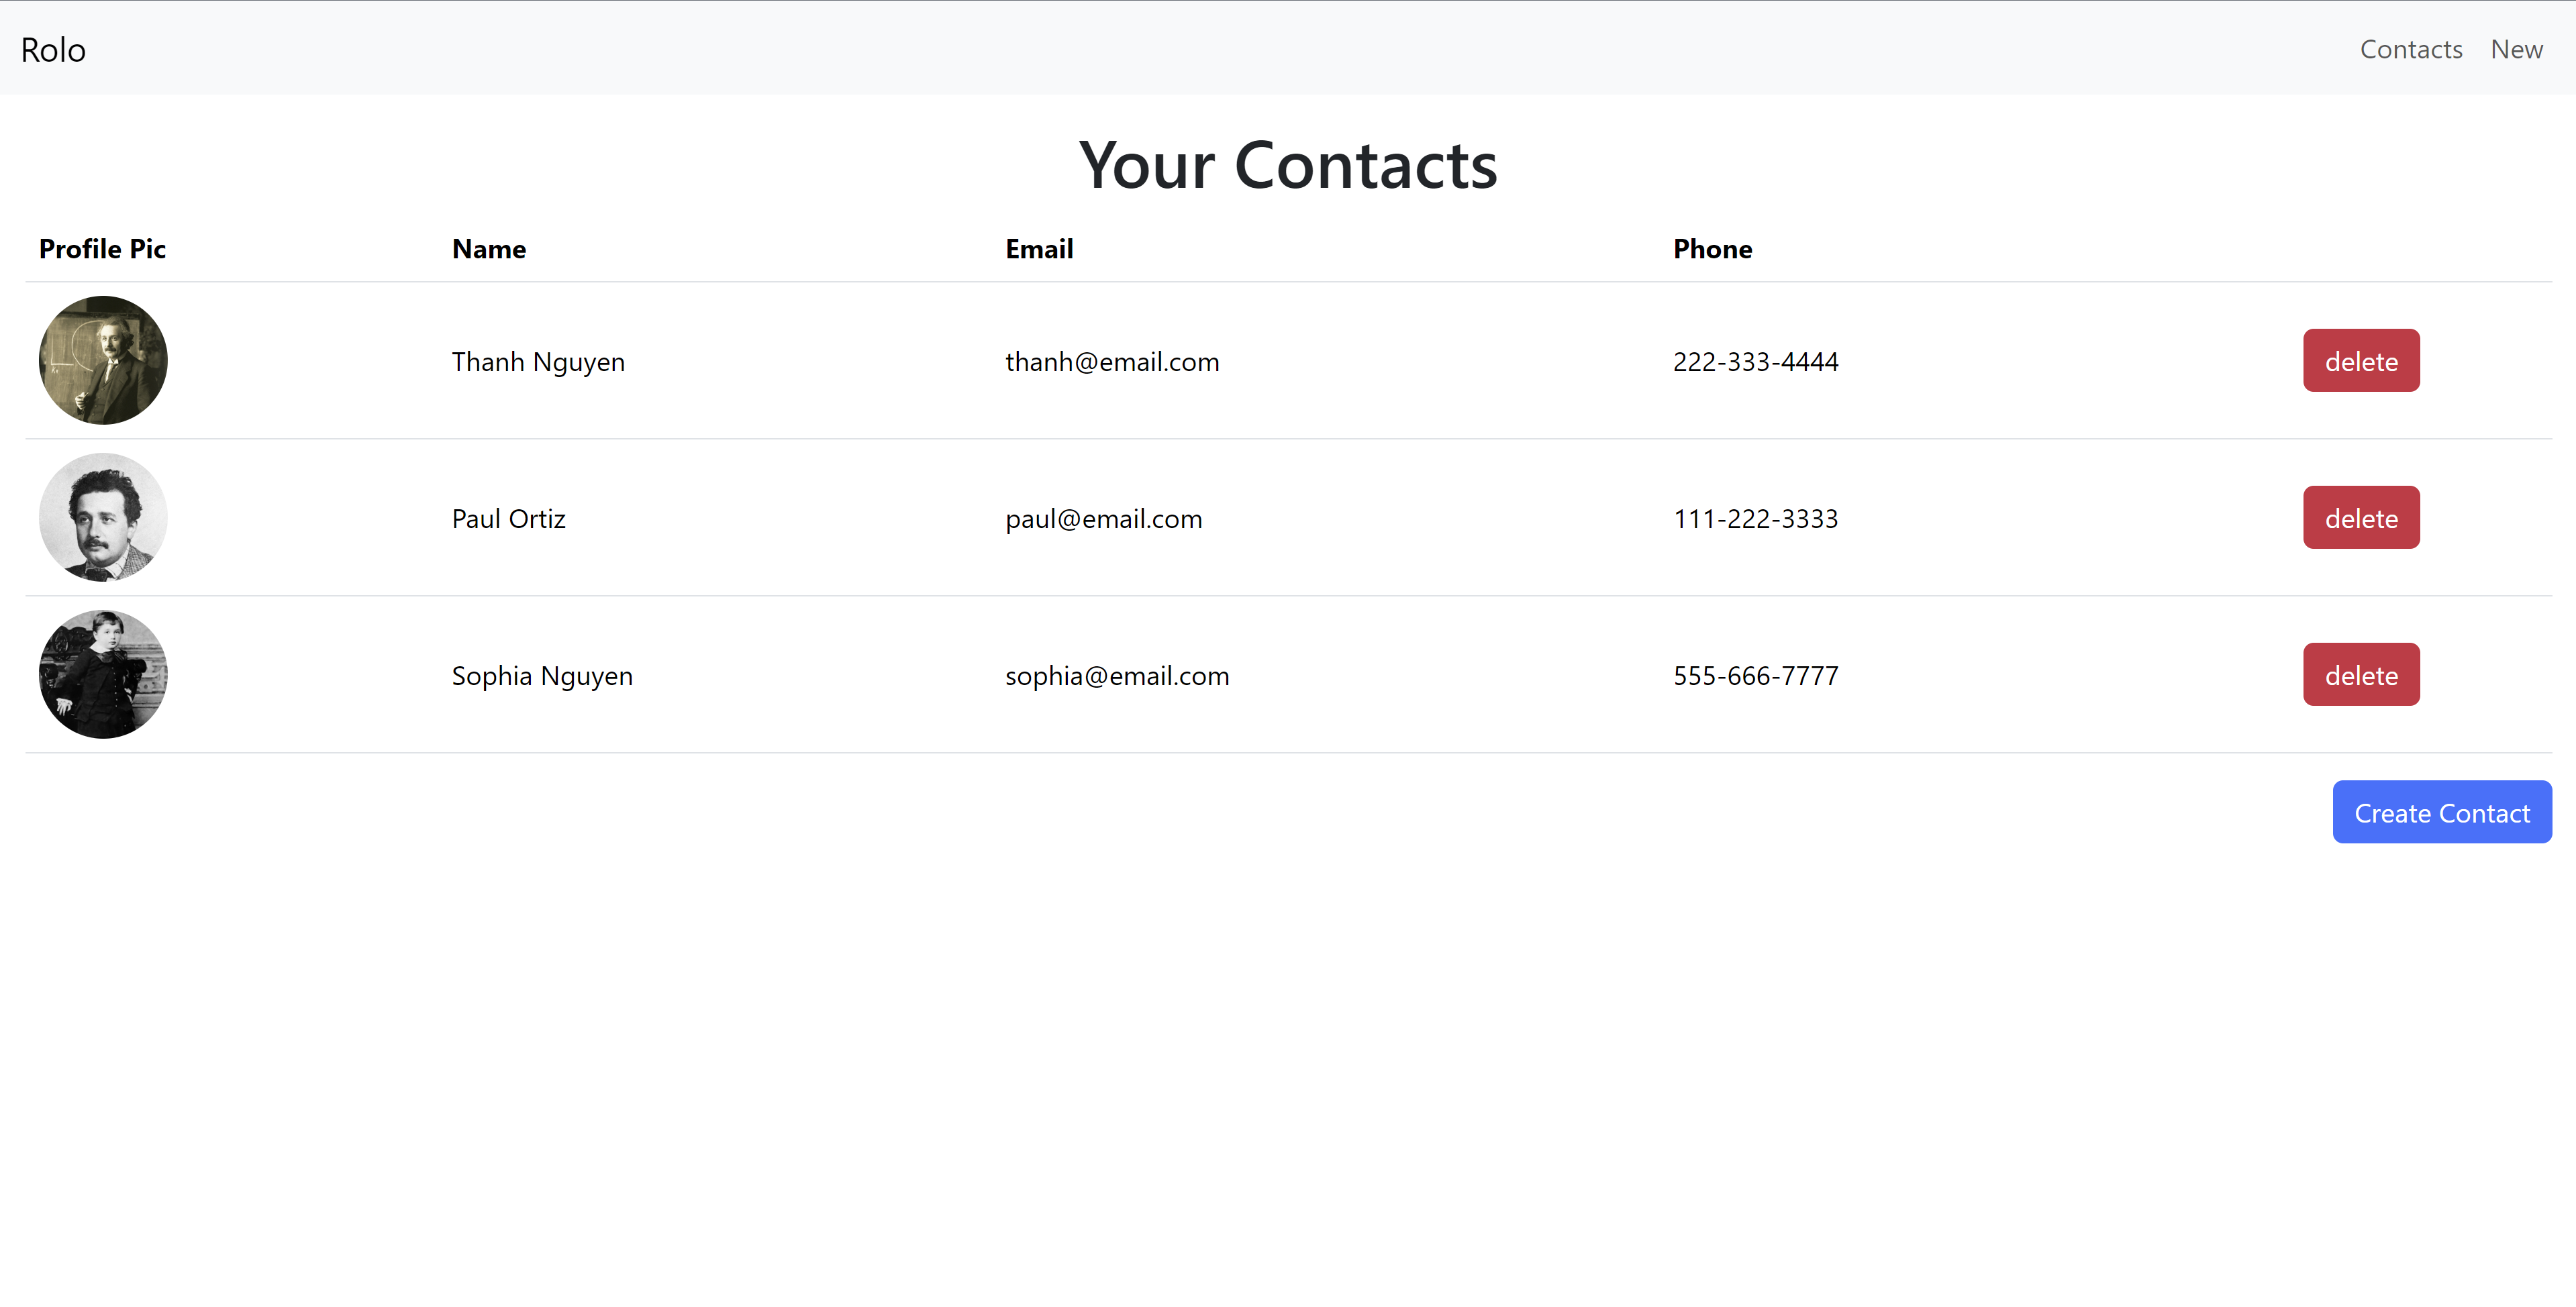 Rolo Contacts New
Your Contacts
Profile Pic Name Email Phone
Thanh Nguyen thanh@email.com 222-333-4444 delete
Paul Ortiz paul@email.com 111-222-3333 delete
Sophia Nguyen sophia@email.com 555-666-7777 delete
Create Contact